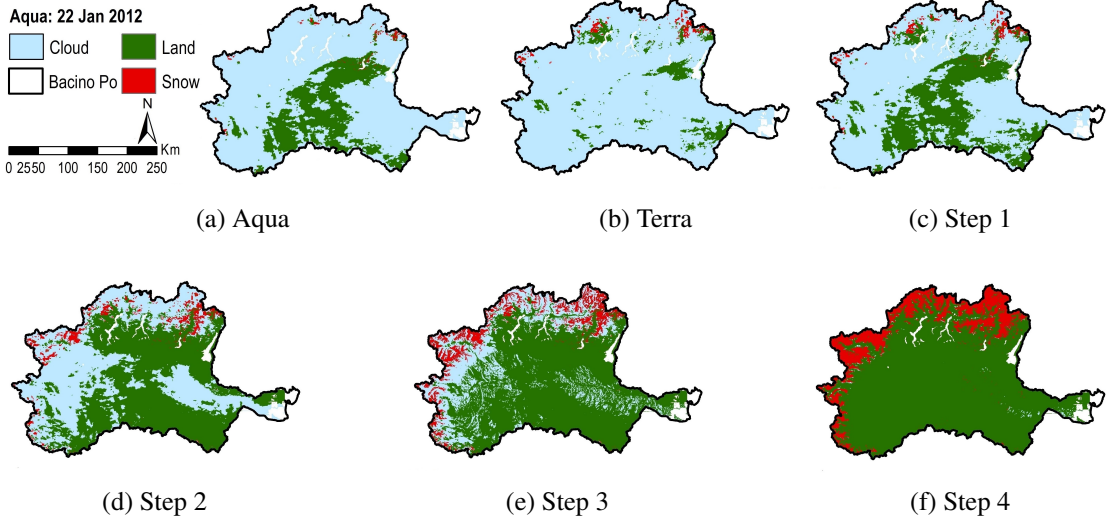 Aqua: 22 Jan 2012
Cloud
Land
Bacino Po
Snow
N
Km
0 2550 100 150 200 250
(a) Aqua
(b) Terra
(c) Step 1
(d) Step 2
(e) Step 3
(f) Step 4